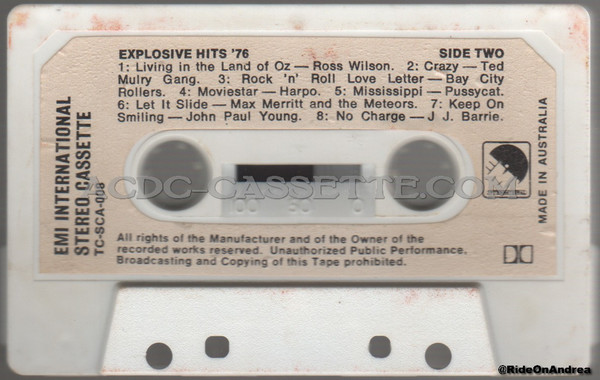 EXPLOSIVE HITS '76 SIDE TWO
1: Living in the Land of Oz — Ross Wilson. 2: Crazy — Ted
Mulry Gang. 3: Rock 'n' Roll Love Letter — Bay City
Rollers. 4: Moviestar — Harpo. 5: Mississippi — Pussycat.
6: Let It Slide — Max Merritt and the Meteors. 7: Keep On
Smiling — John Paul Young. 8: No Charge — J J. Barrie.
EMI INTERNATIONAL
STEREO CASSETTE
TC-SCA-008
ACDC-CASSETTE.COM
MADE IN AUSTRALIA
All rights of the Manufacturer and of the Owner of the
recorded works reserved. Unauthorized Public Performance,
Broadcasting and Copying of this Tape prohibited.
@RideOnAndrea